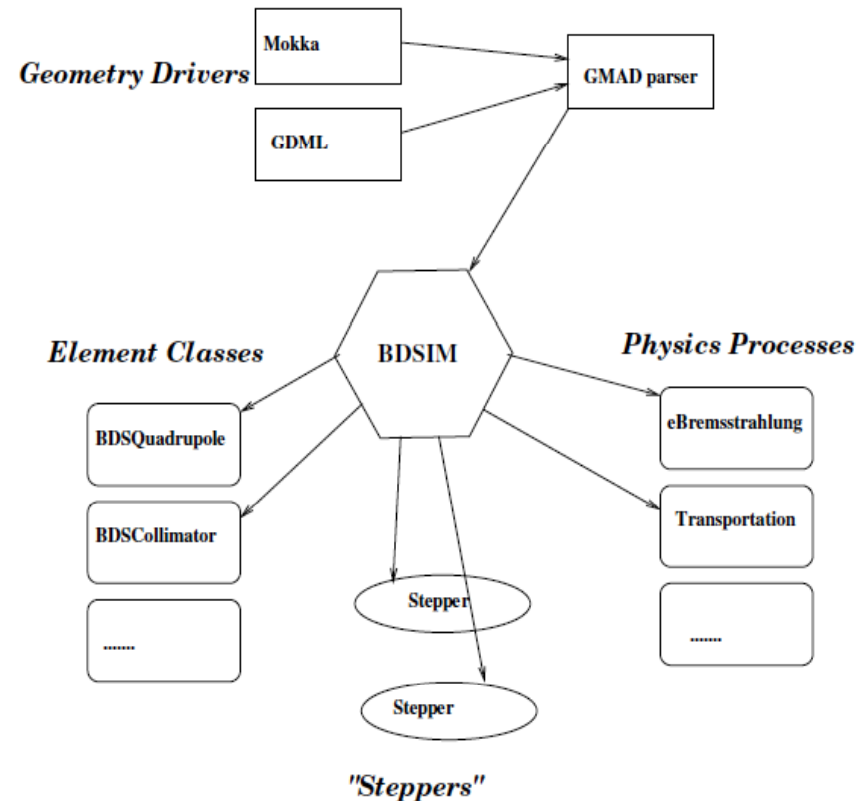 Mokka
Geometry Drivers
GMAD parser
GDML
BDSIM
Element Classes
Physics Processes
BDSQuadrupole
eBremsstrahlung
BDSCollimator
Transportation
Stepper
.......
.......
Stepper
"Steppers"